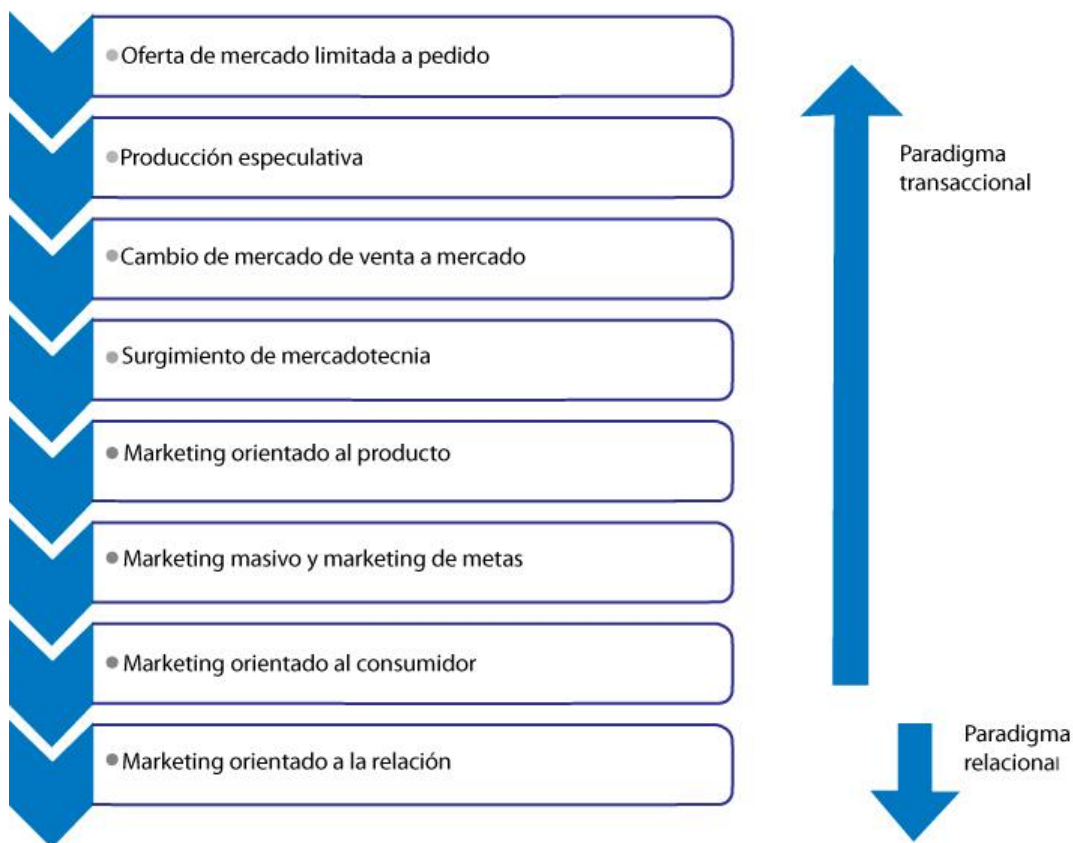 Oferta de mercado limitada a pedido
Producción especulativa
Cambio de mercado de venta a mercado
Surgimiento de mercadotecnia
Marketing orientado al producto
Marketing masivo y marketing de metas
Marketing orientado al consumidor
Marketing orientado a la relación
Paradigma
transaccional
Paradigma
relacional